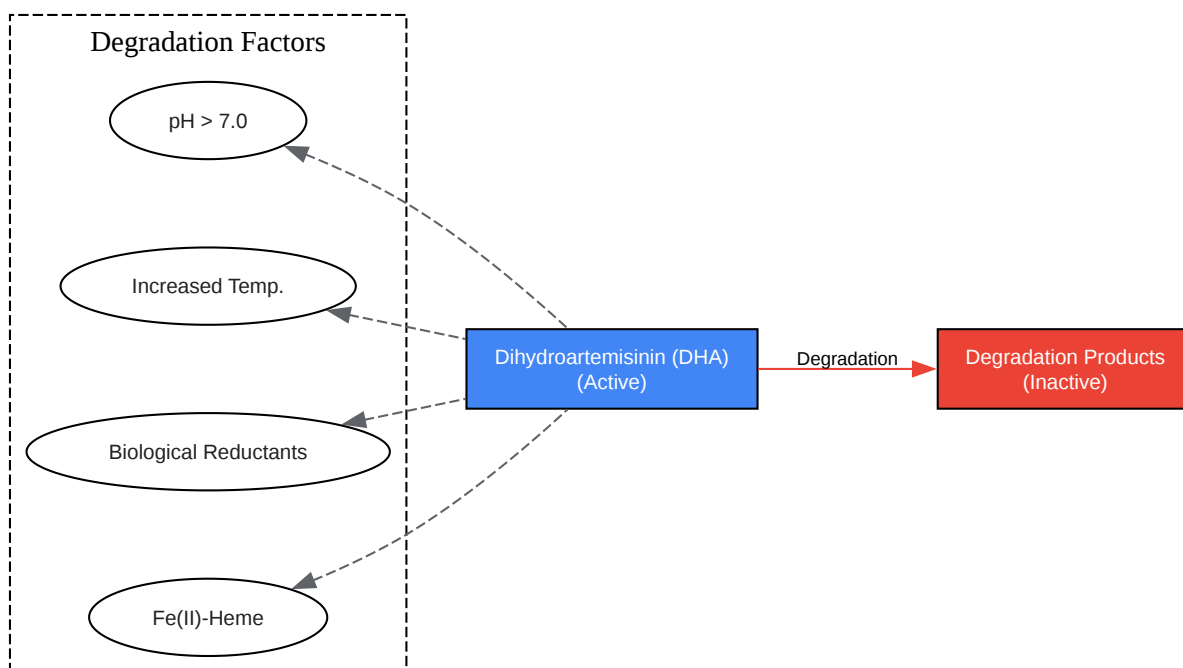 Degradation Factors
pH > 7.0
Increased Temp.
Biological Reductants
Fe(II)-Heme
Dihydroartemisinin (DHA)
(Active)
Degradation
Degradation Products
(Inactive)